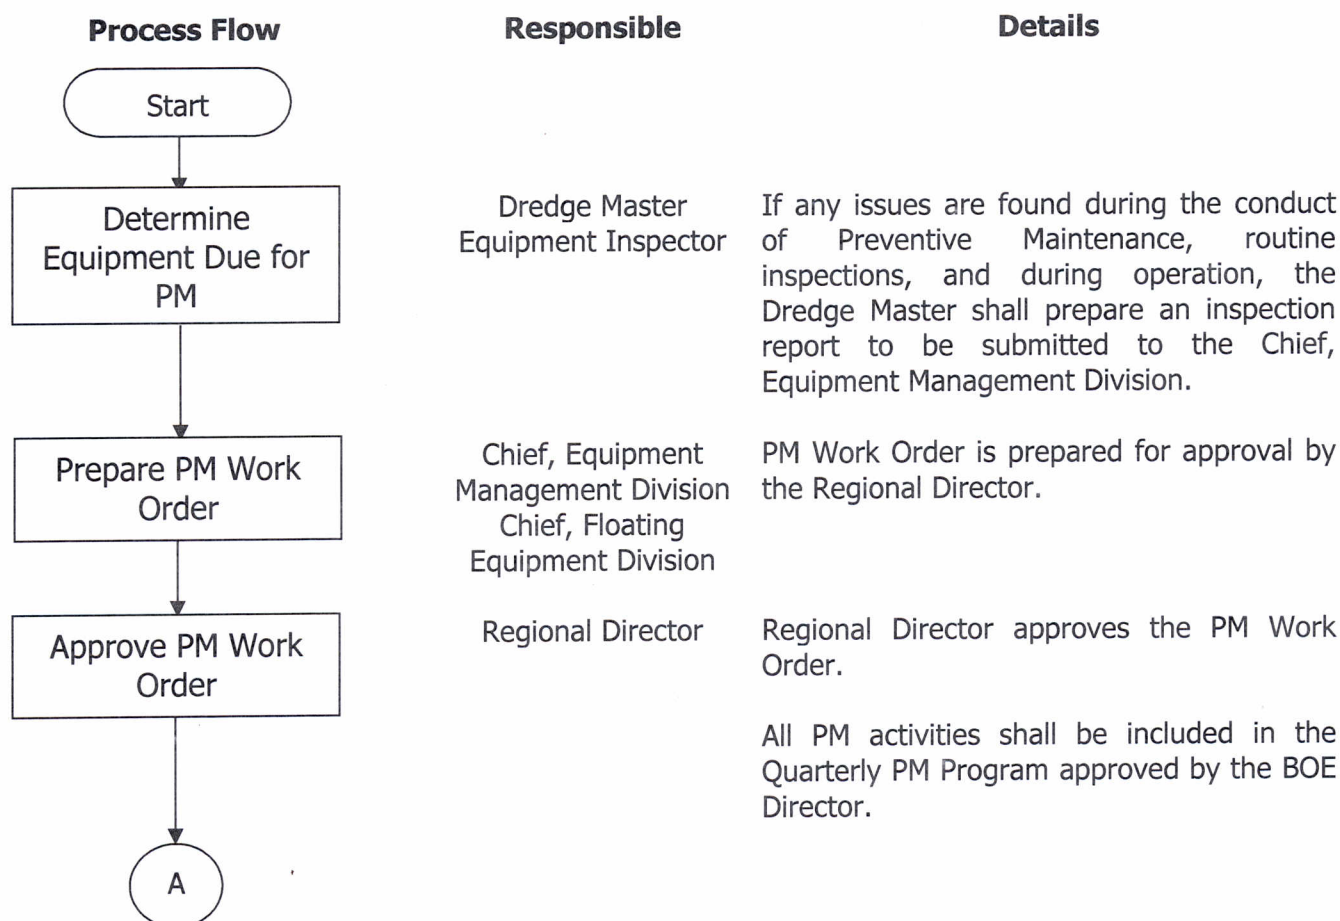 Process Flow
Responsible
Details
Start
Determine
Equipment Due for
PM
Dredge Master
Equipment Inspector
If any issues are found during the conduct
of Preventive Maintenance, routine
inspections, and during operation, the
Dredge Master shall prepare an inspection
report to be submitted to the Chief,
Equipment Management Division.
Prepare PM Work
Order
Chief, Equipment
Management Division
Chief, Floating
Equipment Division
PM Work Order is prepared for approval by
the Regional Director.
Approve PM Work
Order
Regional Director
Regional Director approves the PM Work
Order.
All PM activities shall be included in the
Quarterly PM Program approved by the BOE
Director.
A